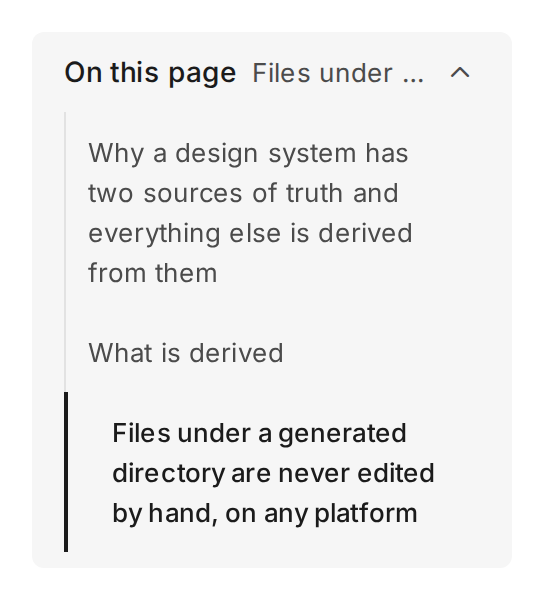 On this page Files under ...
Why a design system has
two sources of truth and
everything else is derived
from them
What is derived
Files under a generated
directory are never edited
by hand, on any platform